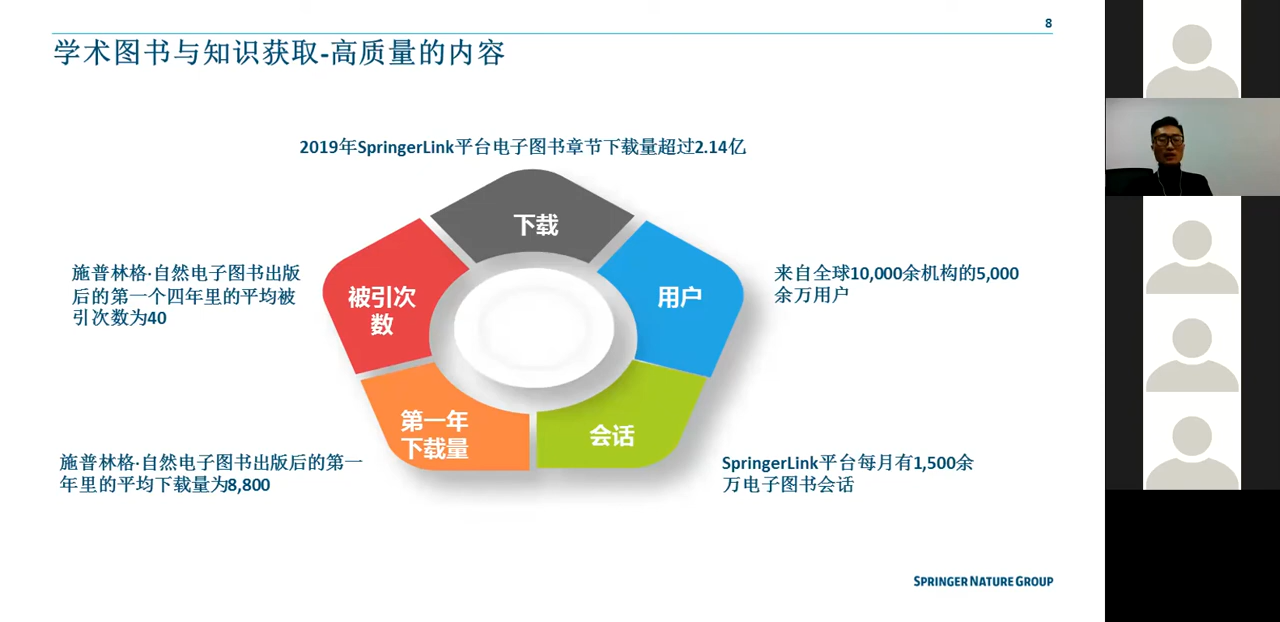 8
学术图书与知识获取-高质量的内容
2019年SpringerLink平台电子图书章节下载量超过2.14亿
下载
被引次
数
用户
第一年
下载量
会话
施普林格·自然电子图书出版
后的第一个四年里的平均被
引次数为40
来自全球10,000余机构的5,000
余万用户
施普林格·自然电子图书出版后的第一
年里的平均下载量为8,800
SpringerLink平台每月有1,500余
万电子图书会话
SPRINGER NATURE GROUP